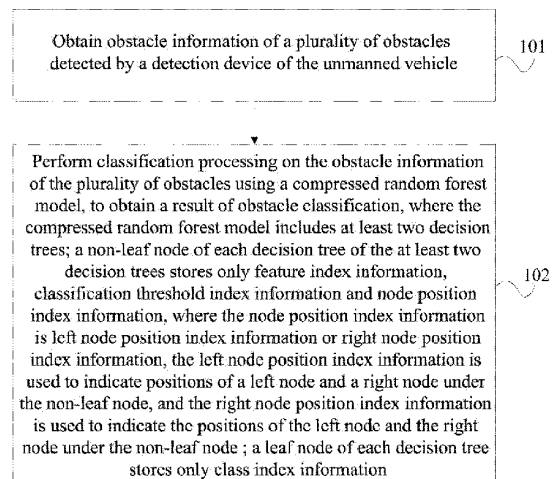 Obtain obstacle information of a plurality of obstacles
detected by a detection device of the unmanned vehicle
101
Perform classification processing on the obstacle information
of the plurality of obstacles using a compressed random forest
model, to obtain a result of obstacle classification, where the
compressed random forest model includes at least two decision
trees; a non-leaf node of each decision tree of the at least two
decision trees stores only feature index information,
classification threshold index information and node position
index information, where the node position index information
is left node position index information or right node position
index information, the left node position index information is
used to indicate positions of a left node and a right node under
the non-leaf node, and the right node position index information
is used to indicate the positions of the left node and the right
node under the non-leaf node ; a leaf node of each decision tree
stores only class index information
102